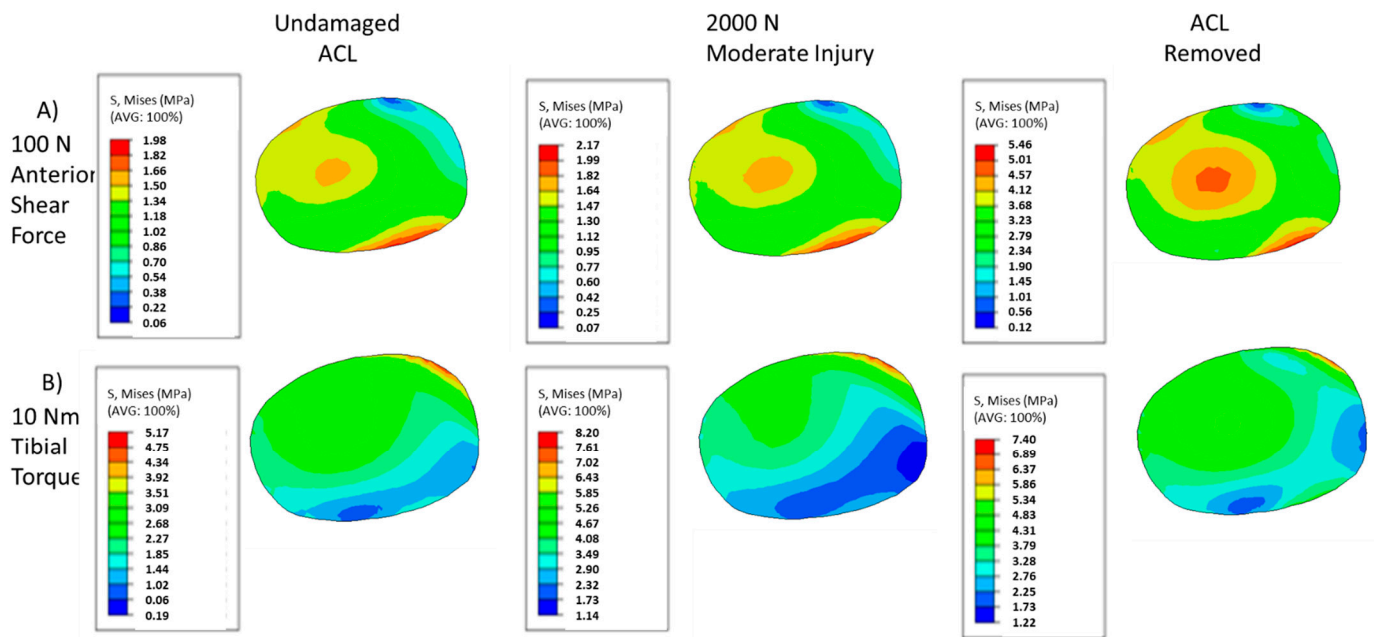 Undamaged
ACL
2000 N
Moderate Injury
ACL
Removed
A)
100 N
Anterior
Shear
Force
S, Mises (MPa)
(AVG: 100%)
1.98
1.82
1.66
1.50
1.34
1.18
1.02
0.86
0.70
0.54
0.38
0.22
0.06
S, Mises (MPa)
(AVG: 100%)
2.17
1.99
1.82
1.64
1.47
1.30
1.12
0.95
0.77
0.60
0.42
0.25
0.07
S, Mises (MPa)
(AVG: 100%)
5.46
5.01
4.57
4.12
3.68
3.23
2.79
2.34
1.90
1.45
1.01
0.56
0.12
B)
10 Nm
Tibial
Torque
S, Mises (MPa)
(AVG: 100%)
5.17
4.75
4.34
3.92
3.51
3.09
2.68
2.27
1.85
1.44
1.02
0.06
0.19
S, Mises (MPa)
(AVG: 100%)
8.20
7.61
7.02
6.43
5.85
5.26
4.67
4.08
3.49
2.90
2.32
1.73
1.14
S, Mises (MPa)
(AVG: 100%)
7.40
6.89
6.37
5.86
5.34
4.83
4.31
3.79
3.28
2.76
2.25
1.73
1.22